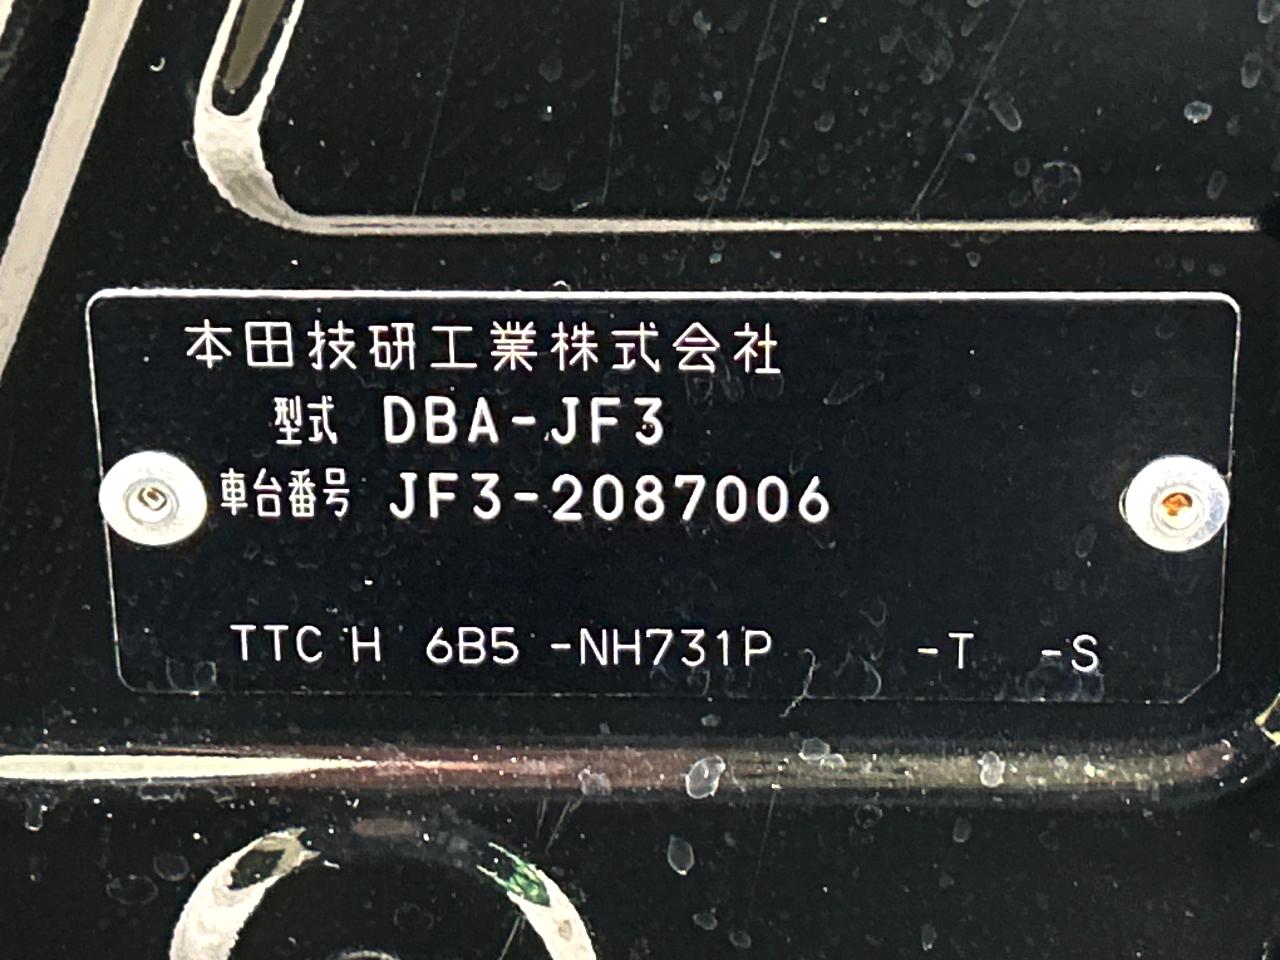 本田技研工業株式会社
型式 DBA-JF3
車台番号 JF3-2087006
TTC H 6B5 -NH731P -T -S